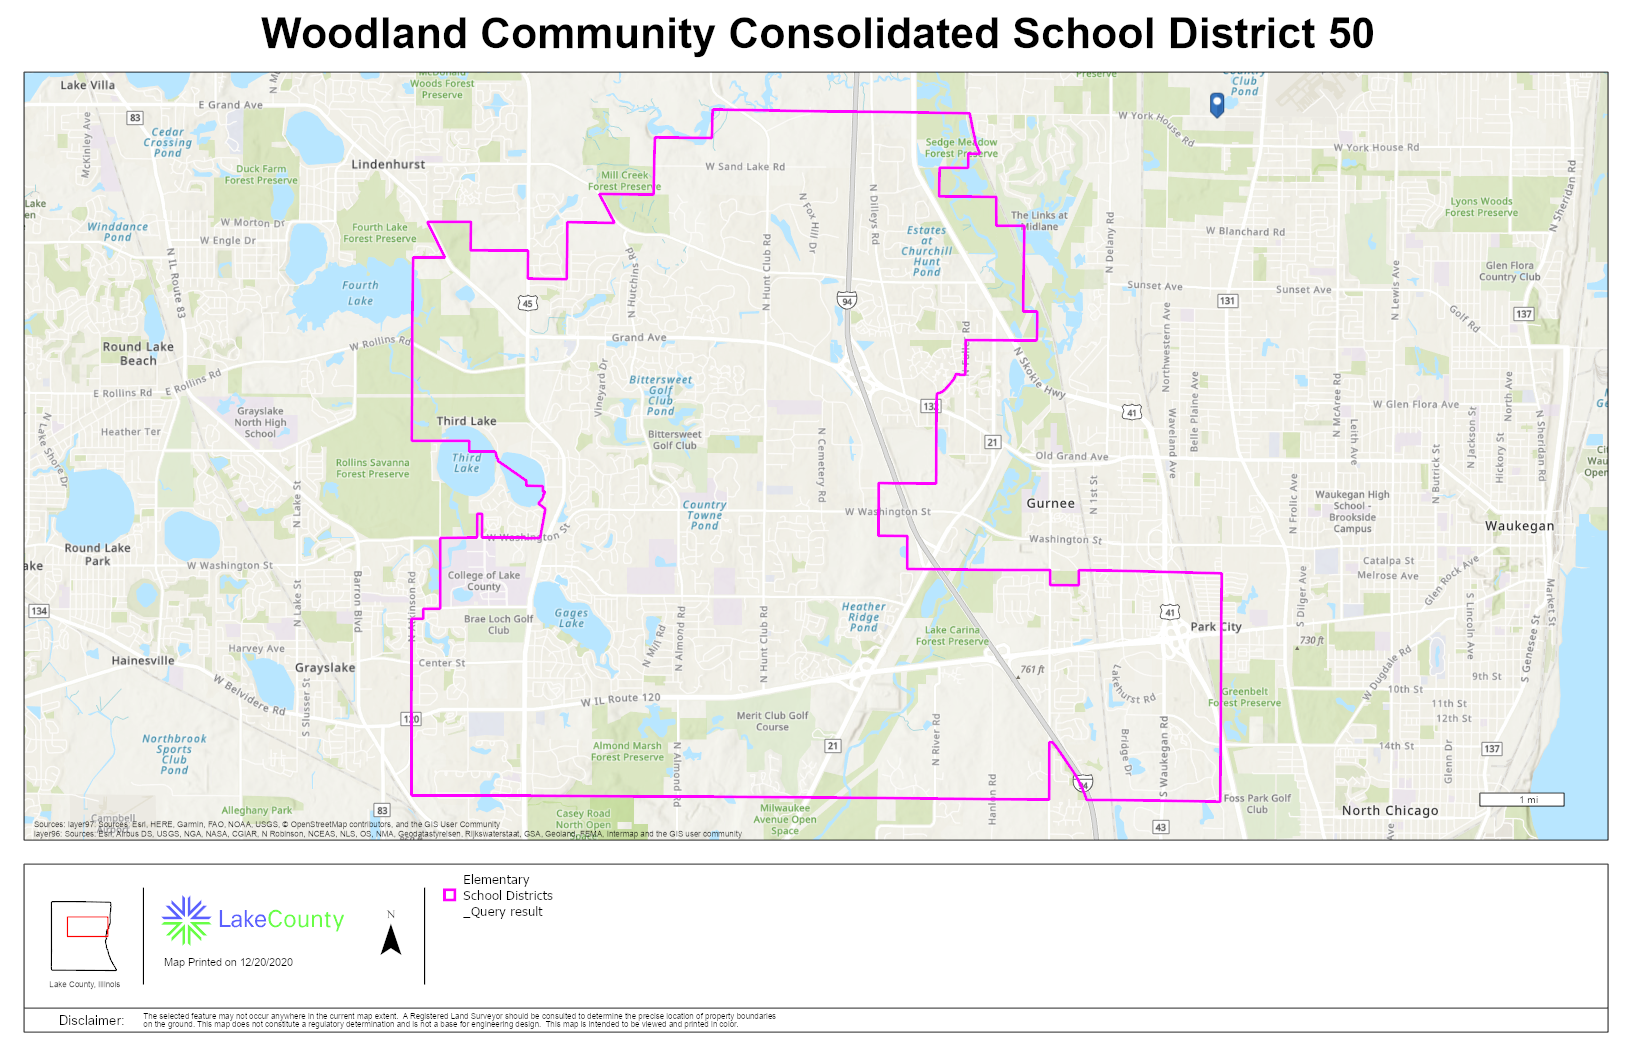 Woodland Community Consolidated School District 50
Lake Villa
E Grand Ave
83
McKinley Ave
Cedar
Crossing
Pond
McDonald
Woods Forest
Preserve
Lindenhurst
Duck Farm
Forest Preserve
Mill Creek
Forest Preserve
W Sand Lake Rd
Sedge Meadow
Forest Preserve
Preserve
Country
Club
Pond
W York House Rd
W York House Rd
N Sheridan Rd
Lake
en
Winddance
Pond
W Morton Dr
W Engle Dr
Fourth Lake
Forest Preserve
N Fox Hill Dr
N Dilleys Rd
Estates
at
Churchill
Hunt
Pond
The Links at
Midlane
N Delany Rd
Lyons Woods
Forest Preserve
W Blanchard Rd
Glen Flora
Country Club
N IL Route 83
Fourth
Lake
45
N Hutchins Rd
N Hunt Club Rd
94
Sunset Ave
131
Sunset Ave
N Lewis Ave
137
Golf Rd
Round Lake
Beach
W Rollins Rd
Grand Ave
N Skokie Hwy
Northwestern Ave
E Rollins Rd
E Rollins Rd
Vineyard Dr
Bittersweet
Golf
Club
Pond
Belle Plaine Ave
N McAree Rd
North Ave
Grayslake
North High
School
Third Lake
132
41
W Glen Flora Ave
N Lake Shore Dr
Heather Ter
Bittersweet
Golf Club
N Cemetery Rd
21
Waveland Ave
Leith Ave
N Jackson St
Hickory St
N Sheridan Rd
Rollins Savanna
Forest Preserve
Third
Lake
Old Grand Ave
N Butrick St
N Lake St
Country
Towne
Pond
W Washington St
Gurnee
N 1st St
N Frolic Ave
Waukegan High
School -
Brookside
Campus
Waukegan
Round Lake
Park
W Washington St
Washington St
W Washington St
Catalpa St
Melrose Ave
Glen Rock Ave
ake
134
N Lake St
Barron Blvd
N Atkinson Rd
College of Lake
County
Brae Loch Golf
Club
Gages
Lake
N Min Rd
N Almond Rd
N Hunt Club Rd
Heather
Ridge
Pond
Lake Carina
Forest Preserve
41
Park City
S Dilger Ave
730 ft
S Lincoln Ave
Market St
S Genesee St
Hainesville
Harvey Ave
Grayslake
Center St
761 ft
W Dugdale Rd
9th St
10th St
W Belvidere Rd
S Slusser St
120
W IL Route 120
Merit Club Golf
Course
Lakehurst Rd
Greenbelt
Forest Preserve
11th St
12th St
Northbrook
Sports
Club
Pond
Almond Marsh
Forest Preserve
N Almond Rd
21
N River Rd
Bridge Dr
S Waukegan Rd
14th St
Glenn Dr
137
94
Hanlon Rd
1 mi
Alleghany Park
83
Campbell
Casey Road
North Open
Milwaukee
Avenue Open
Space
43
Foss Park Golf
Club
North Chicago
Sources: layer97: Sources: Esri, HERE, Garmin, FAO, NOAA, USGS, © OpenStreetMap contributors, and the GIS User Community
layer96: Sources: Esri, Airbus DS, USGS, NGA, NASA, CGIAR, N Robinson, NCEAS, NLS, OS, NMA, Geodatastyrelsen, Rijkswaterstaat, GSA, Geoland, FEMA, Intermap and the GIS user community
Lake County, Illinois
LakeCounty
Map Printed on 12/20/2020
N
Elementary
School Districts
_Query result
Disclaimer:
The selected feature may not occur anywhere in the current map extent. A Registered Land Surveyor should be consulted to determine the precise location of property boundaries
on the ground. This map does not constitute a regulatory determination and is not a base for engineering design. This map is intended to be viewed and printed in color.